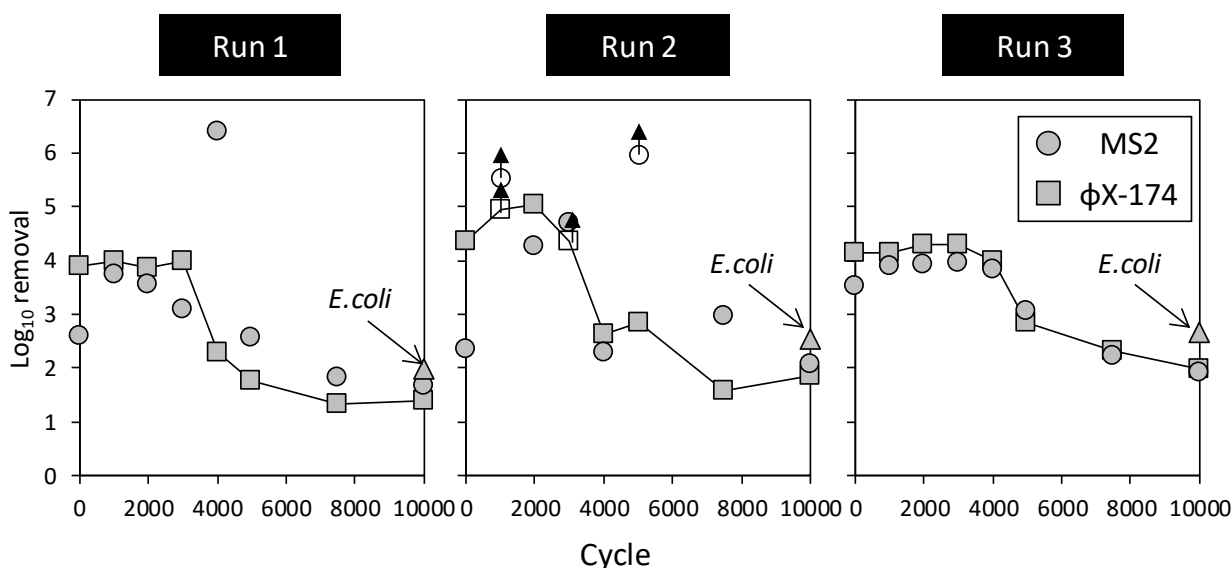 Run 1 Run 2 Run 3
7
6
5
4
3
2
1
0
Log10 removal
MS2
ϕX-174
E.coli E.coli E.coli
0 2000 4000 6000 8000 10000 0 2000 4000 6000 8000 10000 0 2000 4000 6000 8000 10000
Cycle